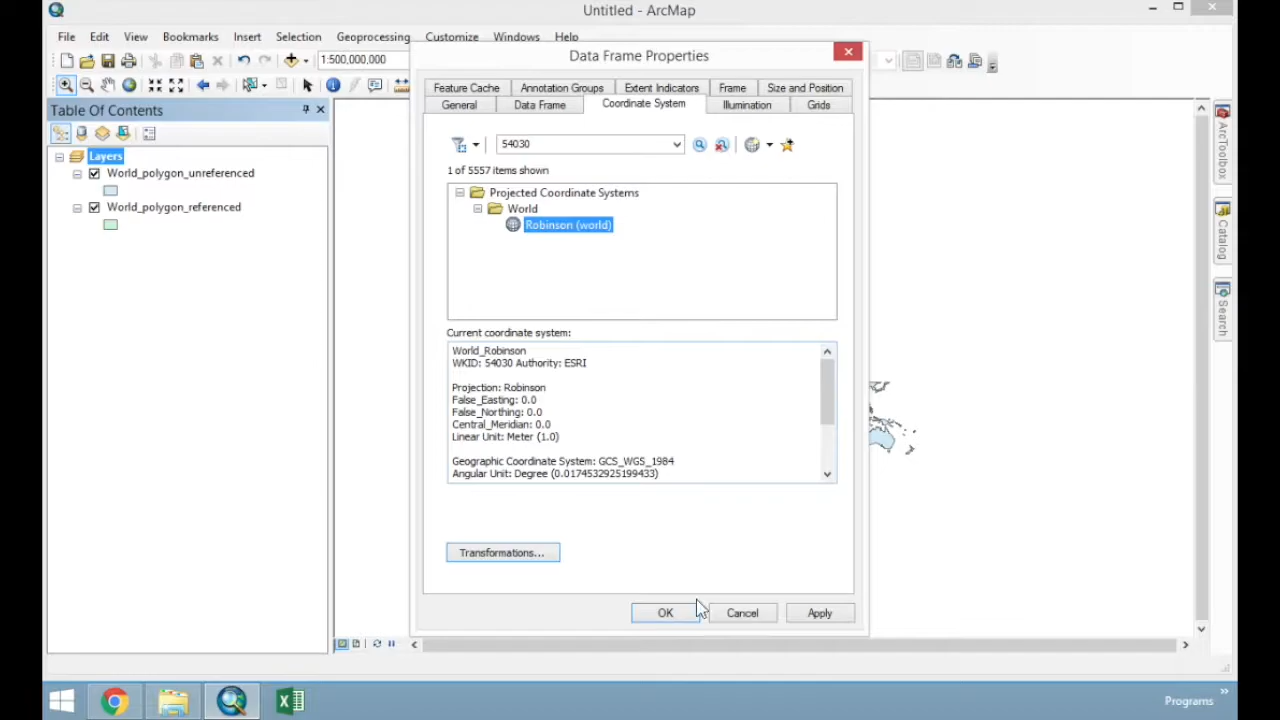 Untitled - ArcMap
File Edit View Bookmarks Insert Selection Geoprocessing Customize Windows Help
1:500,000,000
Data Frame Properties
Feature Cache Annotation Groups Extent Indicators Frame Size and Position
General Data Frame Coordinate System Illumination Grids
Table Of Contents
Layers
World_polygon_unreferenced
World_polygon_referenced
54030
1 of 5557 items shown
Projected Coordinate Systems
World
Robinson (world)
Current coordinate system:
World_Robinson
WKID: 54030 Authority: ESRI
Projection: Robinson
False_Easting: 0.0
False_Northing: 0.0
Central_Meridian: 0.0
Linear Unit: Meter (1.0)
Geographic Coordinate System: GCS_WGS_1984
Angular Unit: Degree (0.0174532925199433)
Transformations...
OK Cancel Apply
ArcToolbox
Catalog
Search
Programs